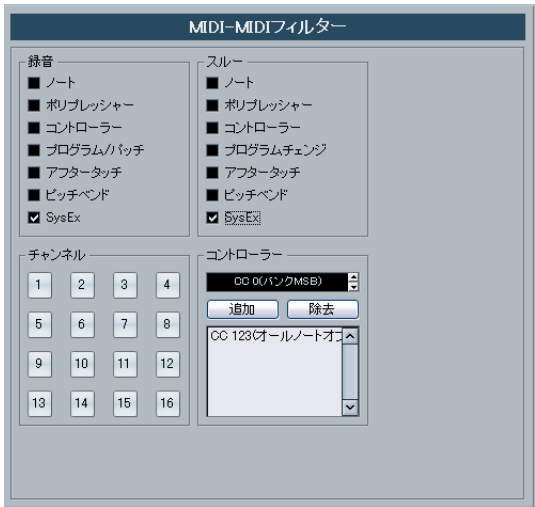 MIDI-MIDIフィルター
録音
ノート
ポリプレッシャー
コントローラー
プログラム/パッチ
アフタータッチ
ピッチベンド
SysEx
スルー
ノート
ポリプレッシャー
コントローラー
プログラムチェンジ
アフタータッチ
ピッチベンド
SysEx
チャンネル
1 2 3 4
5 6 7 8
9 10 11 12
13 14 15 16
コントローラー
CC 0(バンクMSB)
追加 除去
CC 123(オールノートオフ